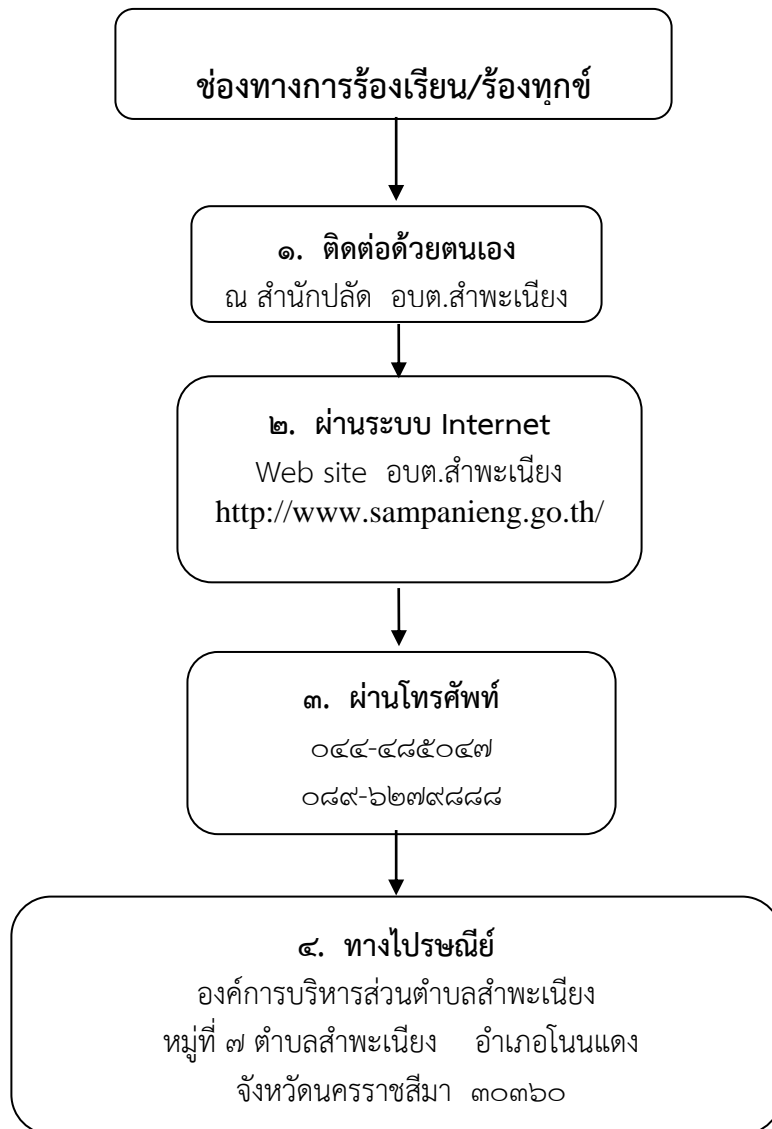 ช่องทางการร้องเรียน/ร้องทุกข์
๑. ติดต่อด้วยตนเอง
ณ สำนักปลัด อบต.สำพะเนียง
๒. ผ่านระบบ Internet
Web site อบต.สำพะเนียง
http://www.sampanieng.go.th/
๓. ผ่านโทรศัพท์
๐๔๔-๔๘๕๐๔๗
๐๘๙-๖๒๗๙๘๘๘
๔. ทางไปรษณีย์
องค์การบริหารส่วนตำบลสำพะเนียง
หมู่ที่ ๗ ตำบลสำพะเนียง อำเภอโนนแดง
จังหวัดนครราชสีมา ๓๐๓๖๐